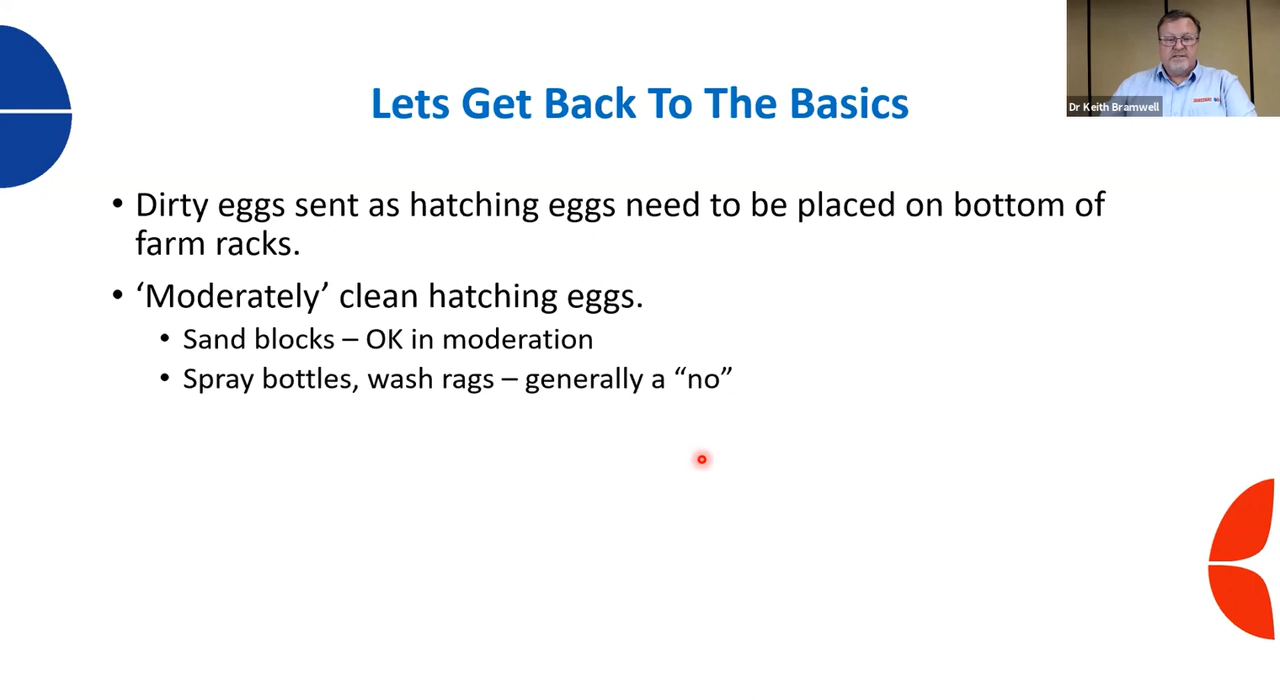 Dr Keith Bramwell
Lets Get Back To The Basics
• Dirty eggs sent as hatching eggs need to be placed on bottom of
farm racks.
• ‘Moderately’ clean hatching eggs.
• Sand blocks – OK in moderation
• Spray bottles, wash rags – generally a “no”